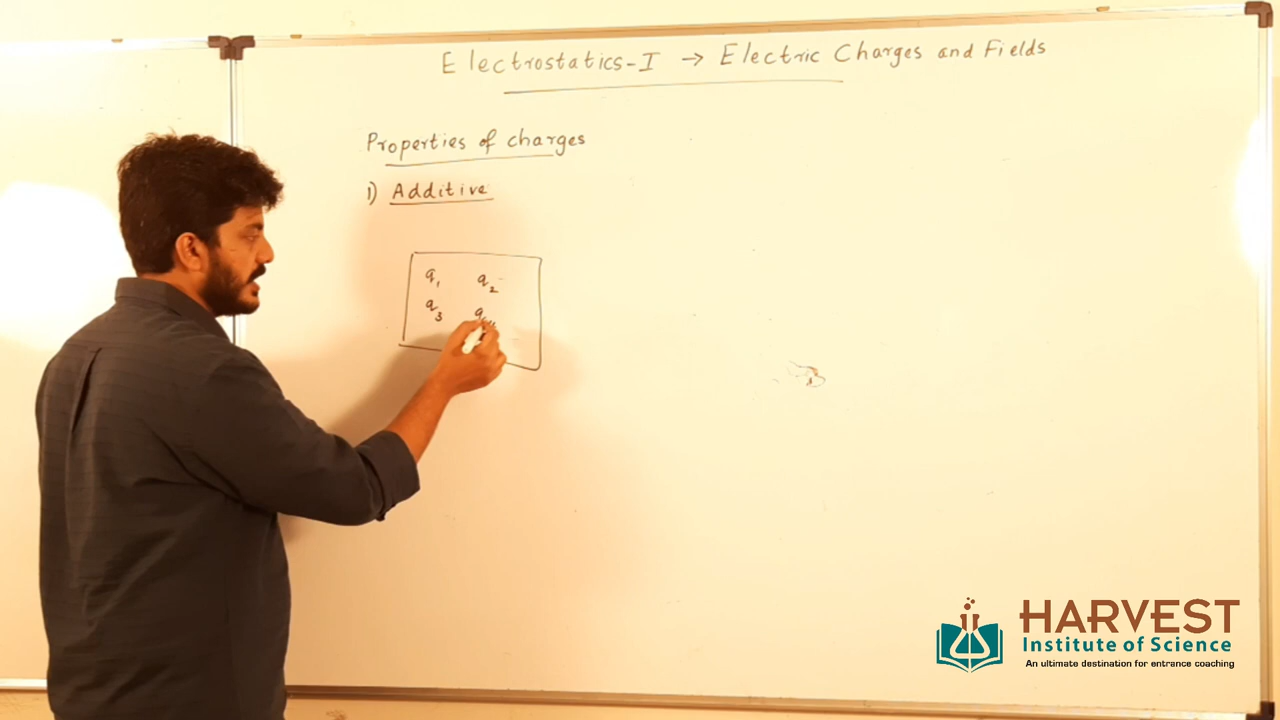 Electrostatics-I → Electric Charges and Fields
Properties of charges
1) Additive
q₁ q₂
q₃
HARVEST
Institute of Science
An ultimate destination for entrance coaching